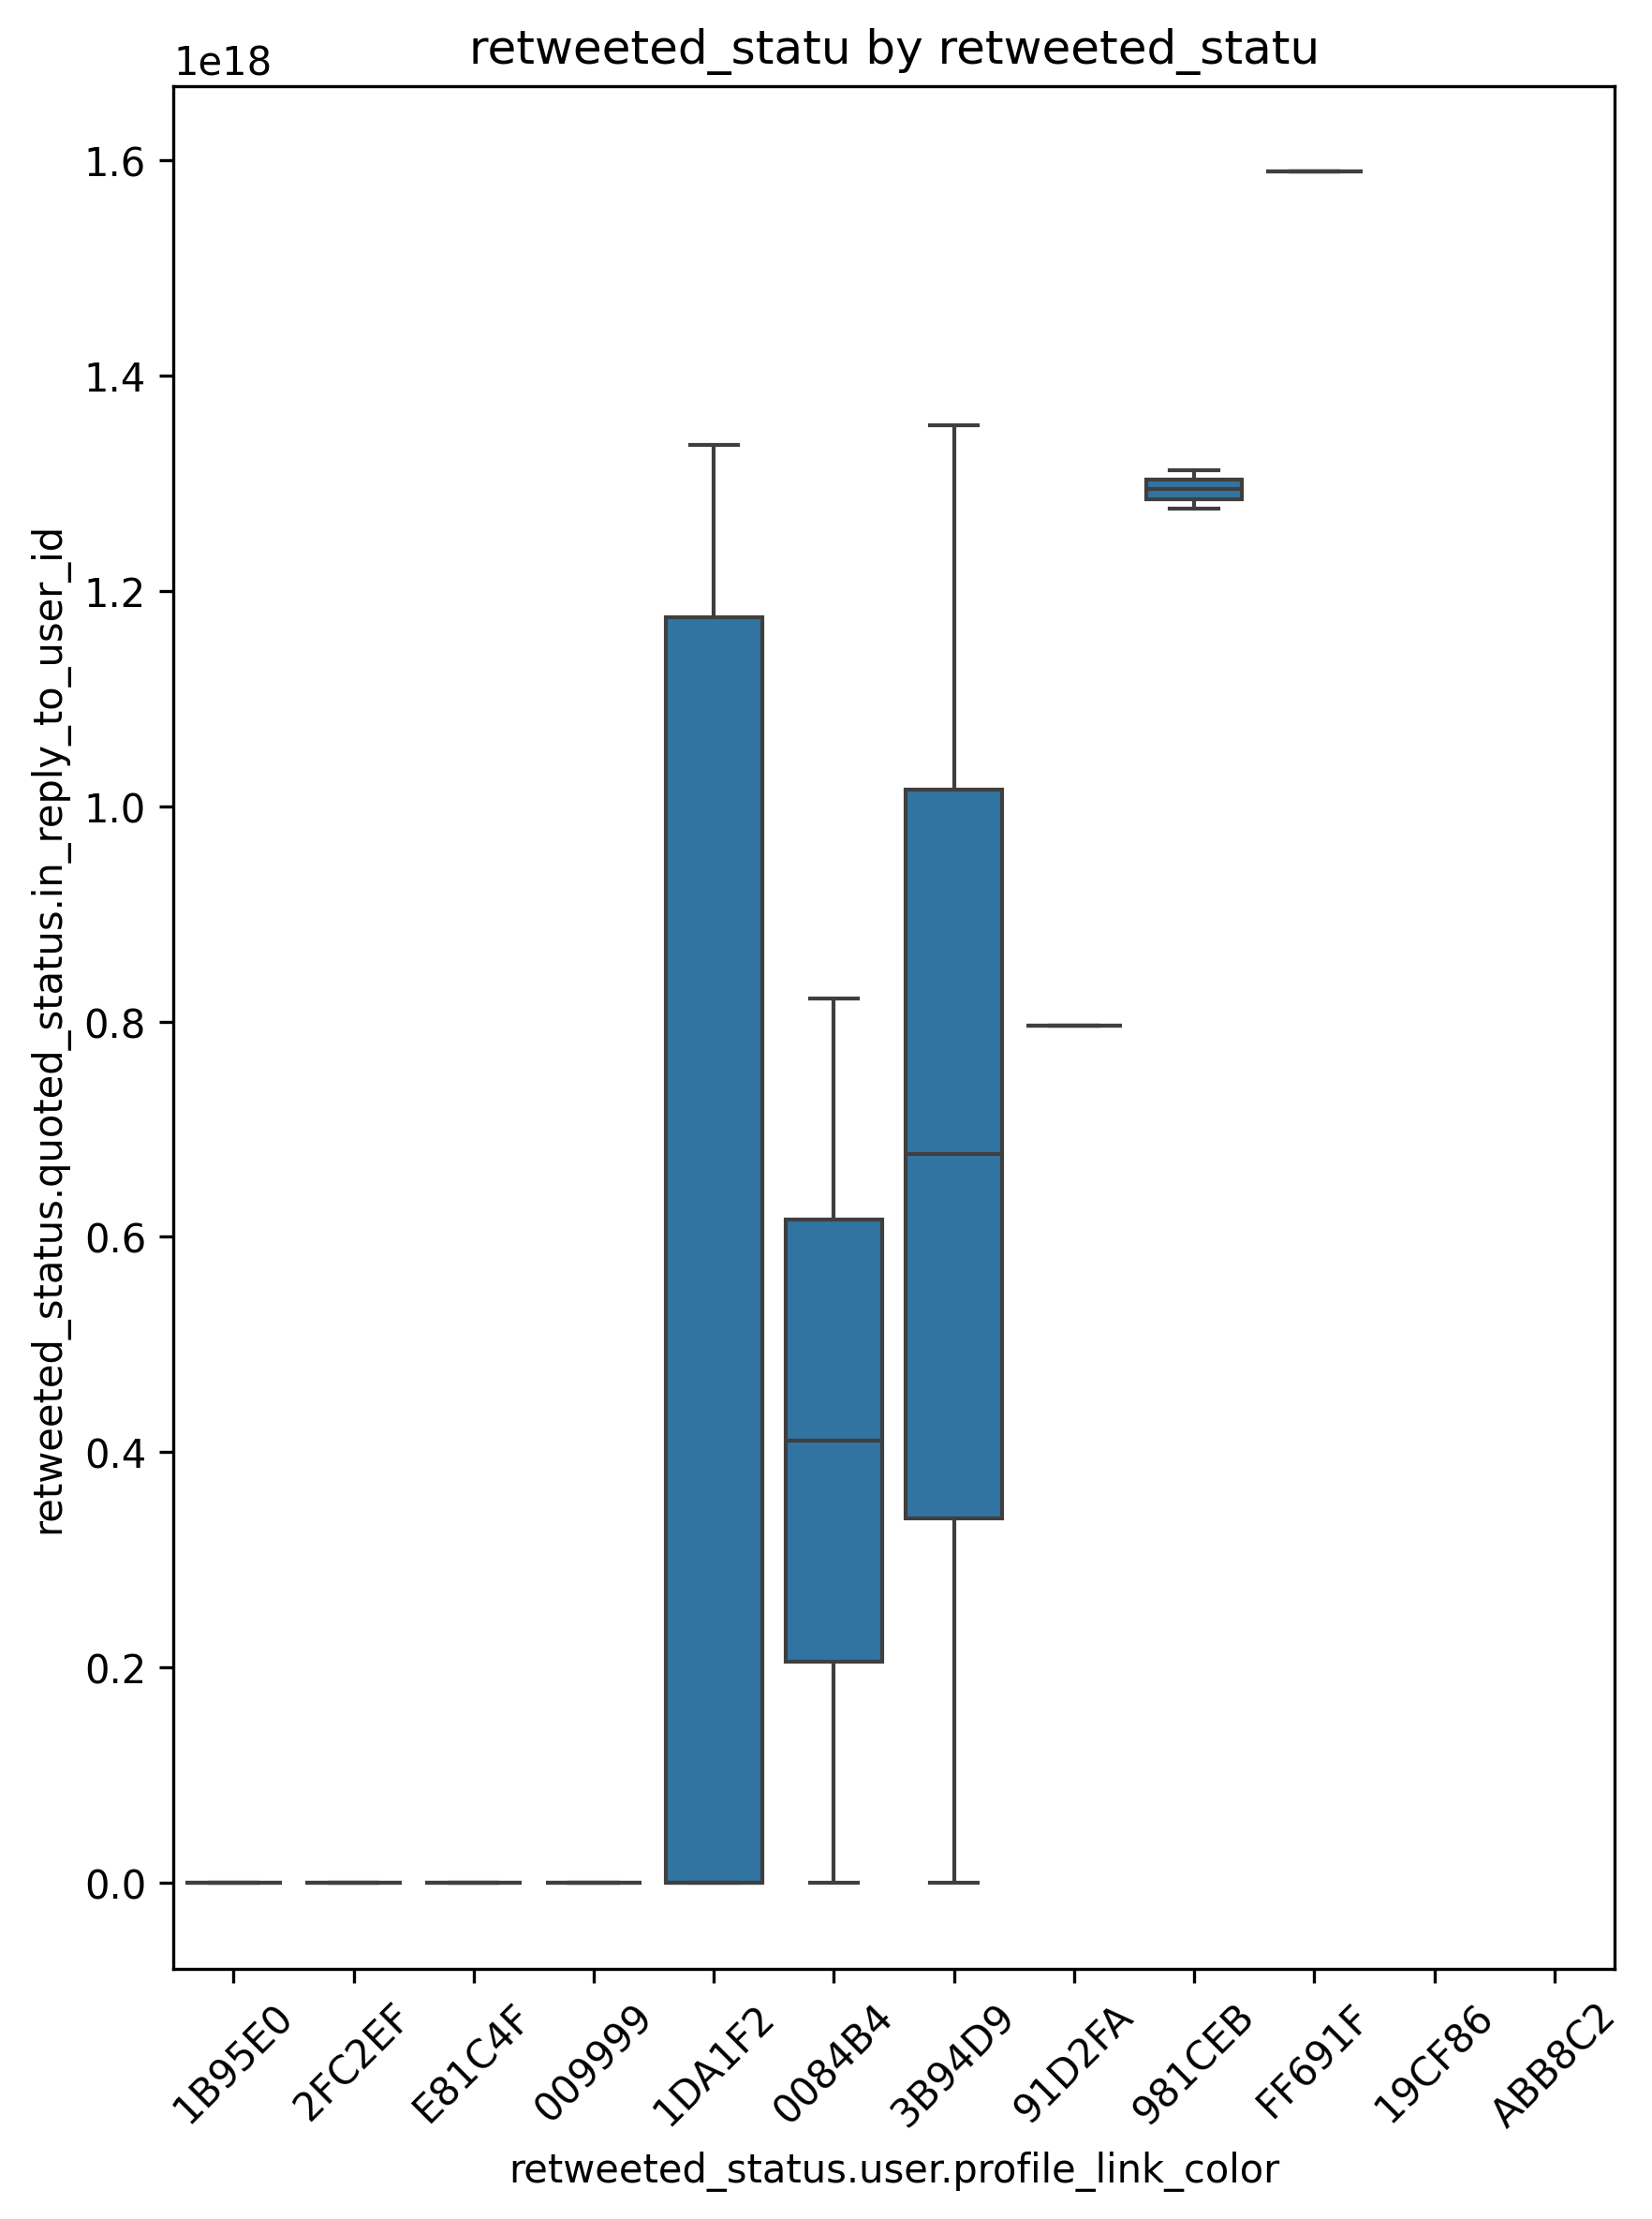 retweeted_statu by retweeted_statu
1e18
1.6
1.4
1.2
1.0
0.8
0.6
0.4
0.2
0.0
retweeted_status.quoted_status.in_reply_to_user_id
1B95E0
2FC2EF
E81C4F
009999
1DA1F2
0084B4
3B94D9
91D2FA
981CEB
FF691F
19CF86
ABB8C2
retweeted_status.user.profile_link_color